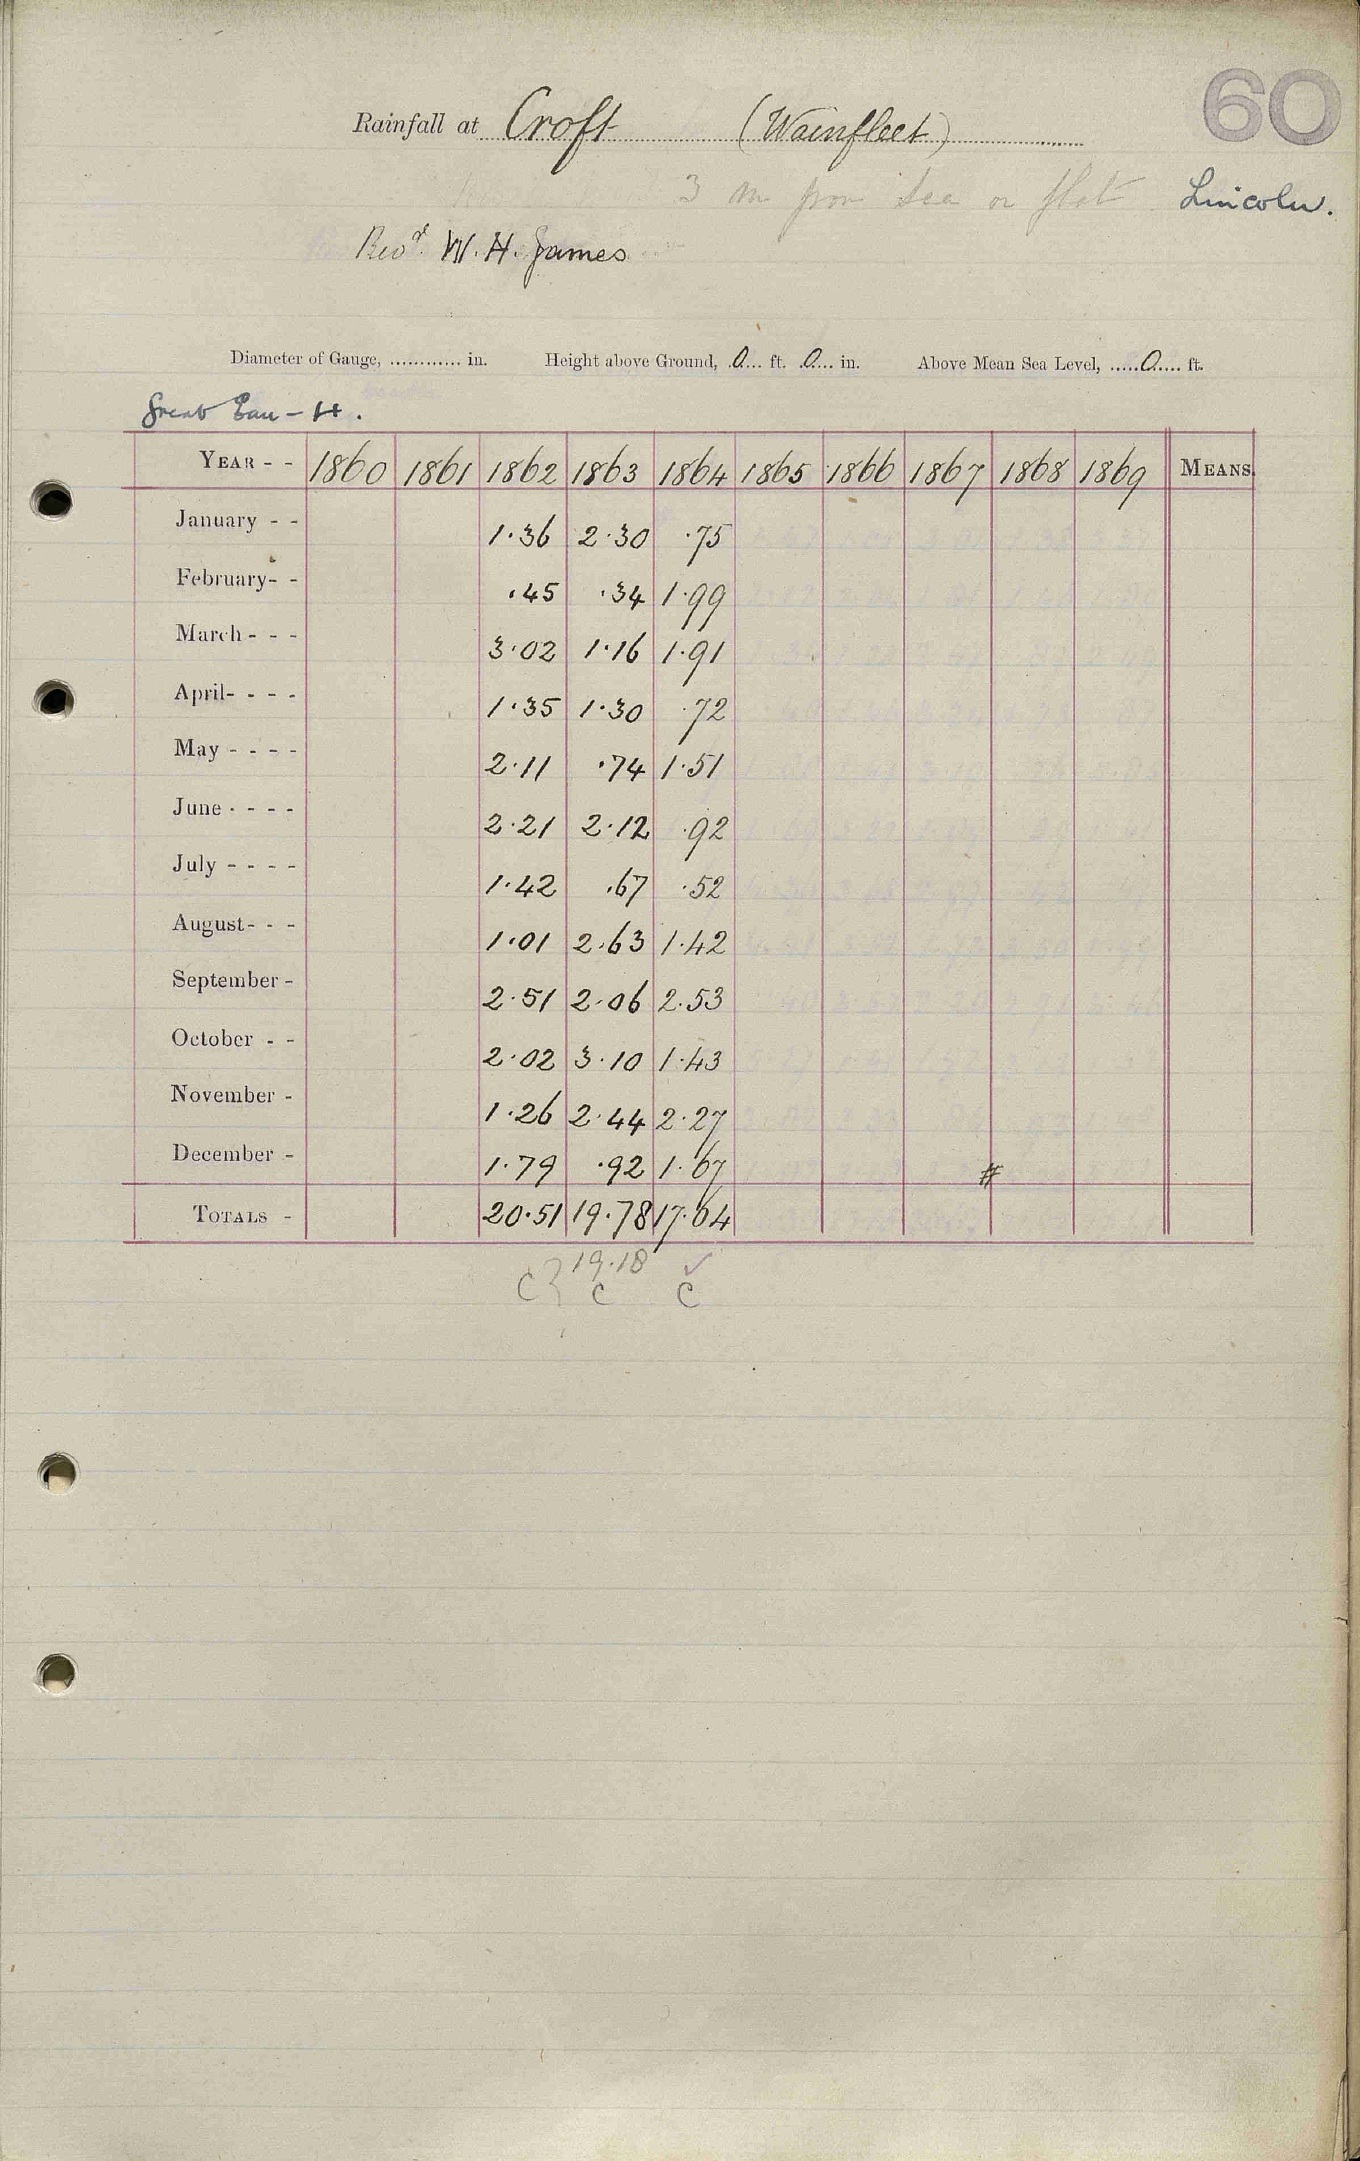 60
Rainfall at Croft (Wainfleet)
3 m from Sea on flat Lincoln.
Revd. W. H. James
Diameter of Gauge, ............ in. Height above Ground, 0 ft. 0 in. Above Mean Sea Level, 0 ft.
Great Eau - H.
YEAR - - 1860 1861 1862 1863 1864 1865 1866 1867 1868 1869 MEANS.
January - - 1.36 2.30 .75
February - - .45 .34 1.99
March - - - 3.02 1.16 1.91
April - - - - 1.35 1.30 .72
May - - - - 2.11 .74 1.51
June - - - - 2.21 2.12 .92
July - - - - 1.42 .67 .52
August - - - 1.01 2.63 1.42
September - 2.51 2.06 2.53
October - - 2.02 3.10 1.43
November - 1.26 2.44 2.27
December - 1.79 .92 1.67 #
TOTALS - 20.51 19.78 17.64
19.18 ✓
C C C